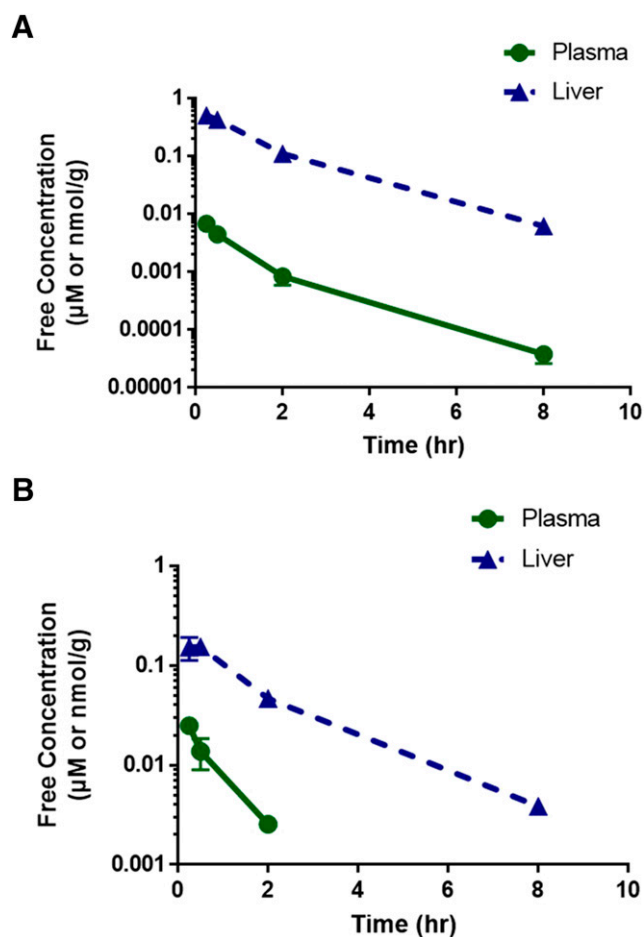 A
Plasma
Liver
Free Concentration
(µM or nmol/g)
1
0.1
0.01
0.001
0.0001
0.00001
0 2 4 6 8 10
Time (hr)
B
Plasma
Liver
Free Concentration
(µM or nmol/g)
1
0.1
0.01
0.001
0 2 4 6 8 10
Time (hr)